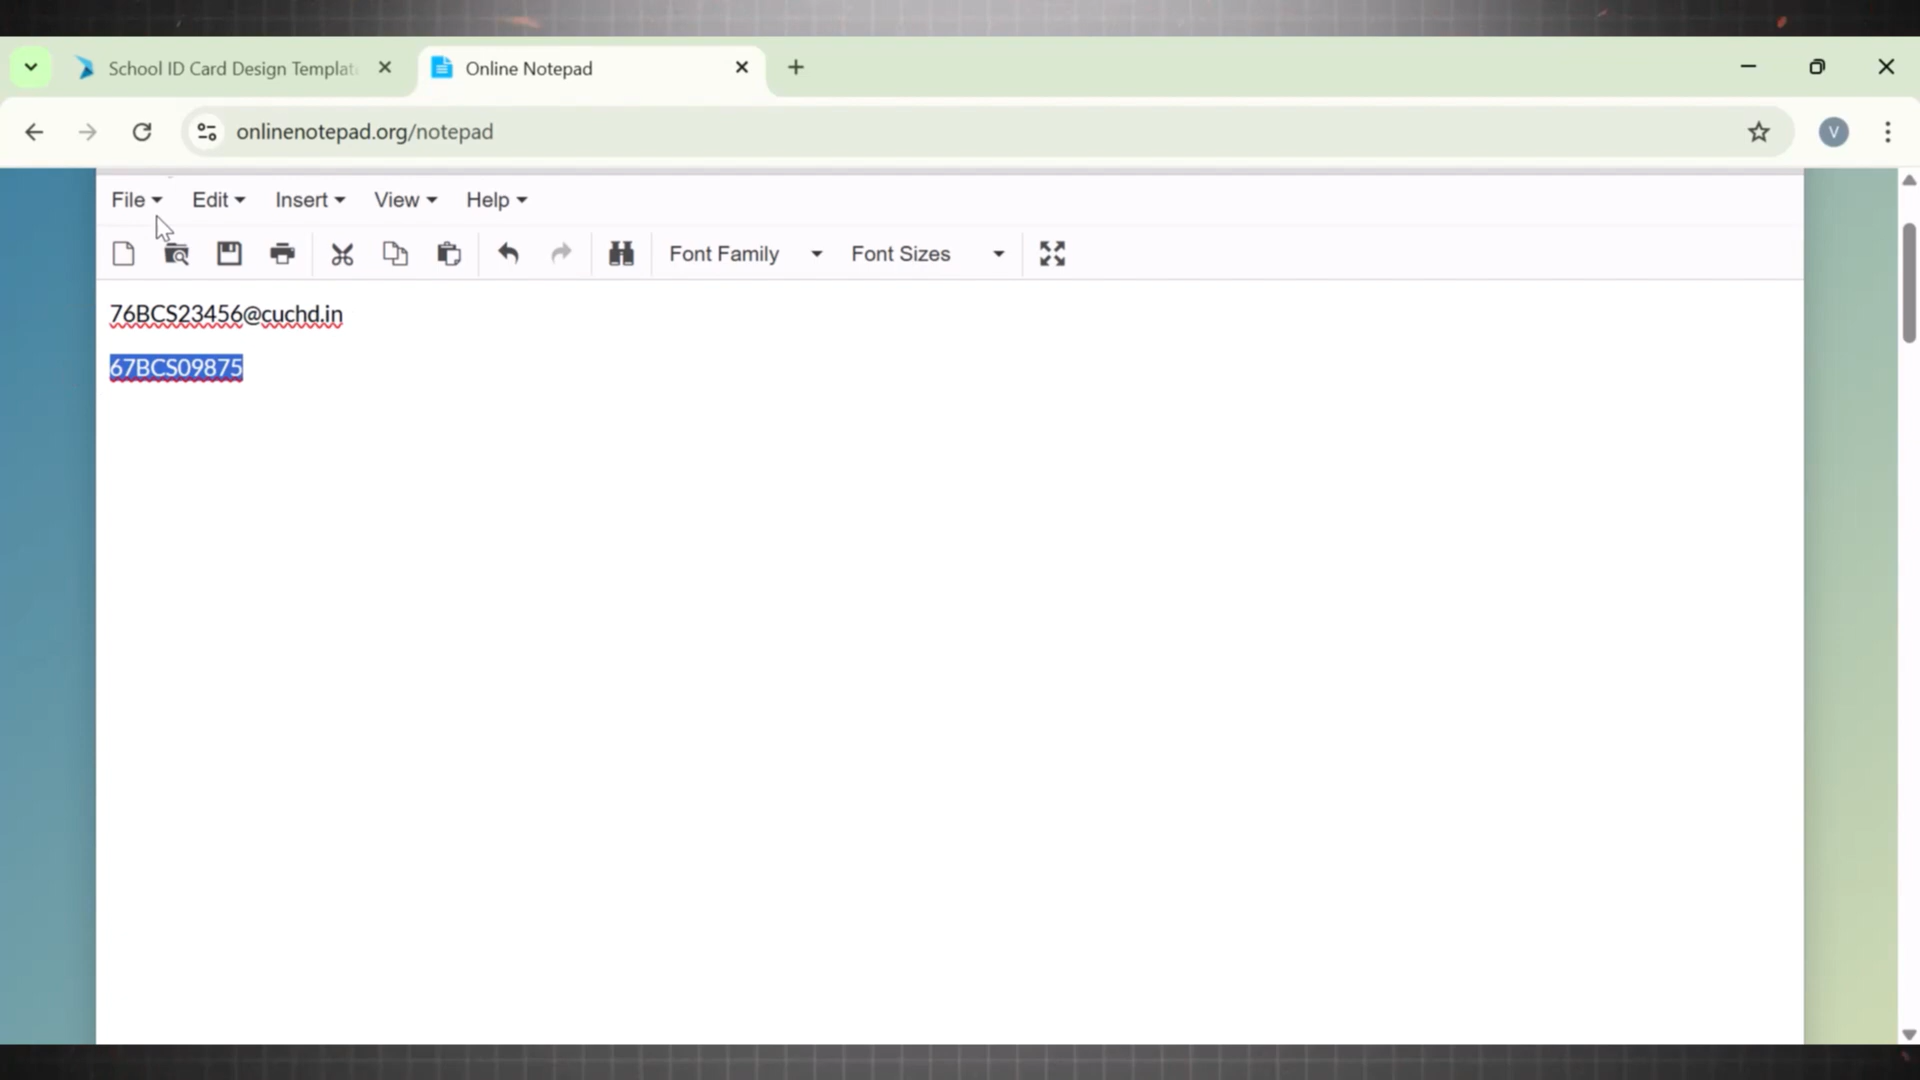 School ID Card Design Templat
Online Notepad
onlinenotepad.org/notepad
V
File Edit Insert View Help
Font Family Font Sizes
76BCS23456@cuchd.in
67BCS09875